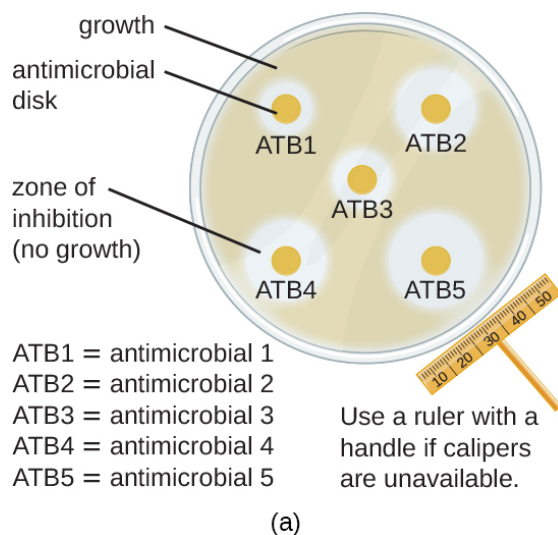 growth
antimicrobial
disk
ATB1
ATB2
ATB3
zone of
inhibition
(no growth)
ATB4
ATB5
10 20 30 40 50
ATB1 = antimicrobial 1
ATB2 = antimicrobial 2
ATB3 = antimicrobial 3
ATB4 = antimicrobial 4
ATB5 = antimicrobial 5
Use a ruler with a
handle if calipers
are unavailable.
(a)